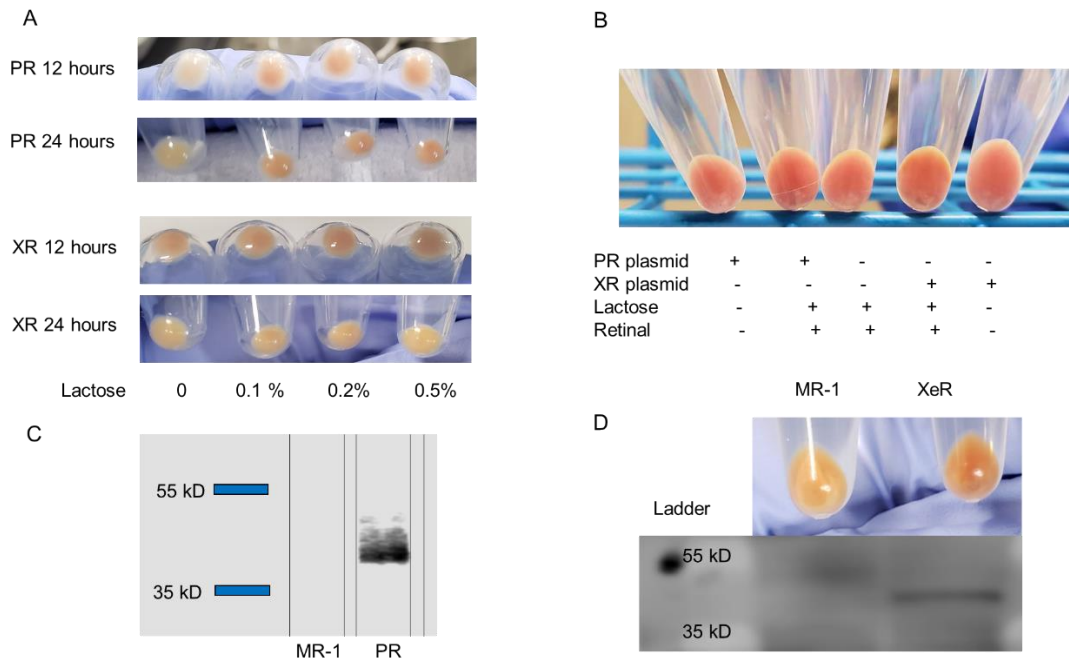 A
PR 12 hours
PR 24 hours
XR 12 hours
XR 24 hours
Lactose 0 0.1 % 0.2% 0.5%
B
PR plasmid + + - - -
XR plasmid - - - + +
Lactose - + + + -
Retinal - + + + -
C
55 kD
35 kD
MR-1 PR
D
MR-1 XeR
Ladder
55 kD
35 kD